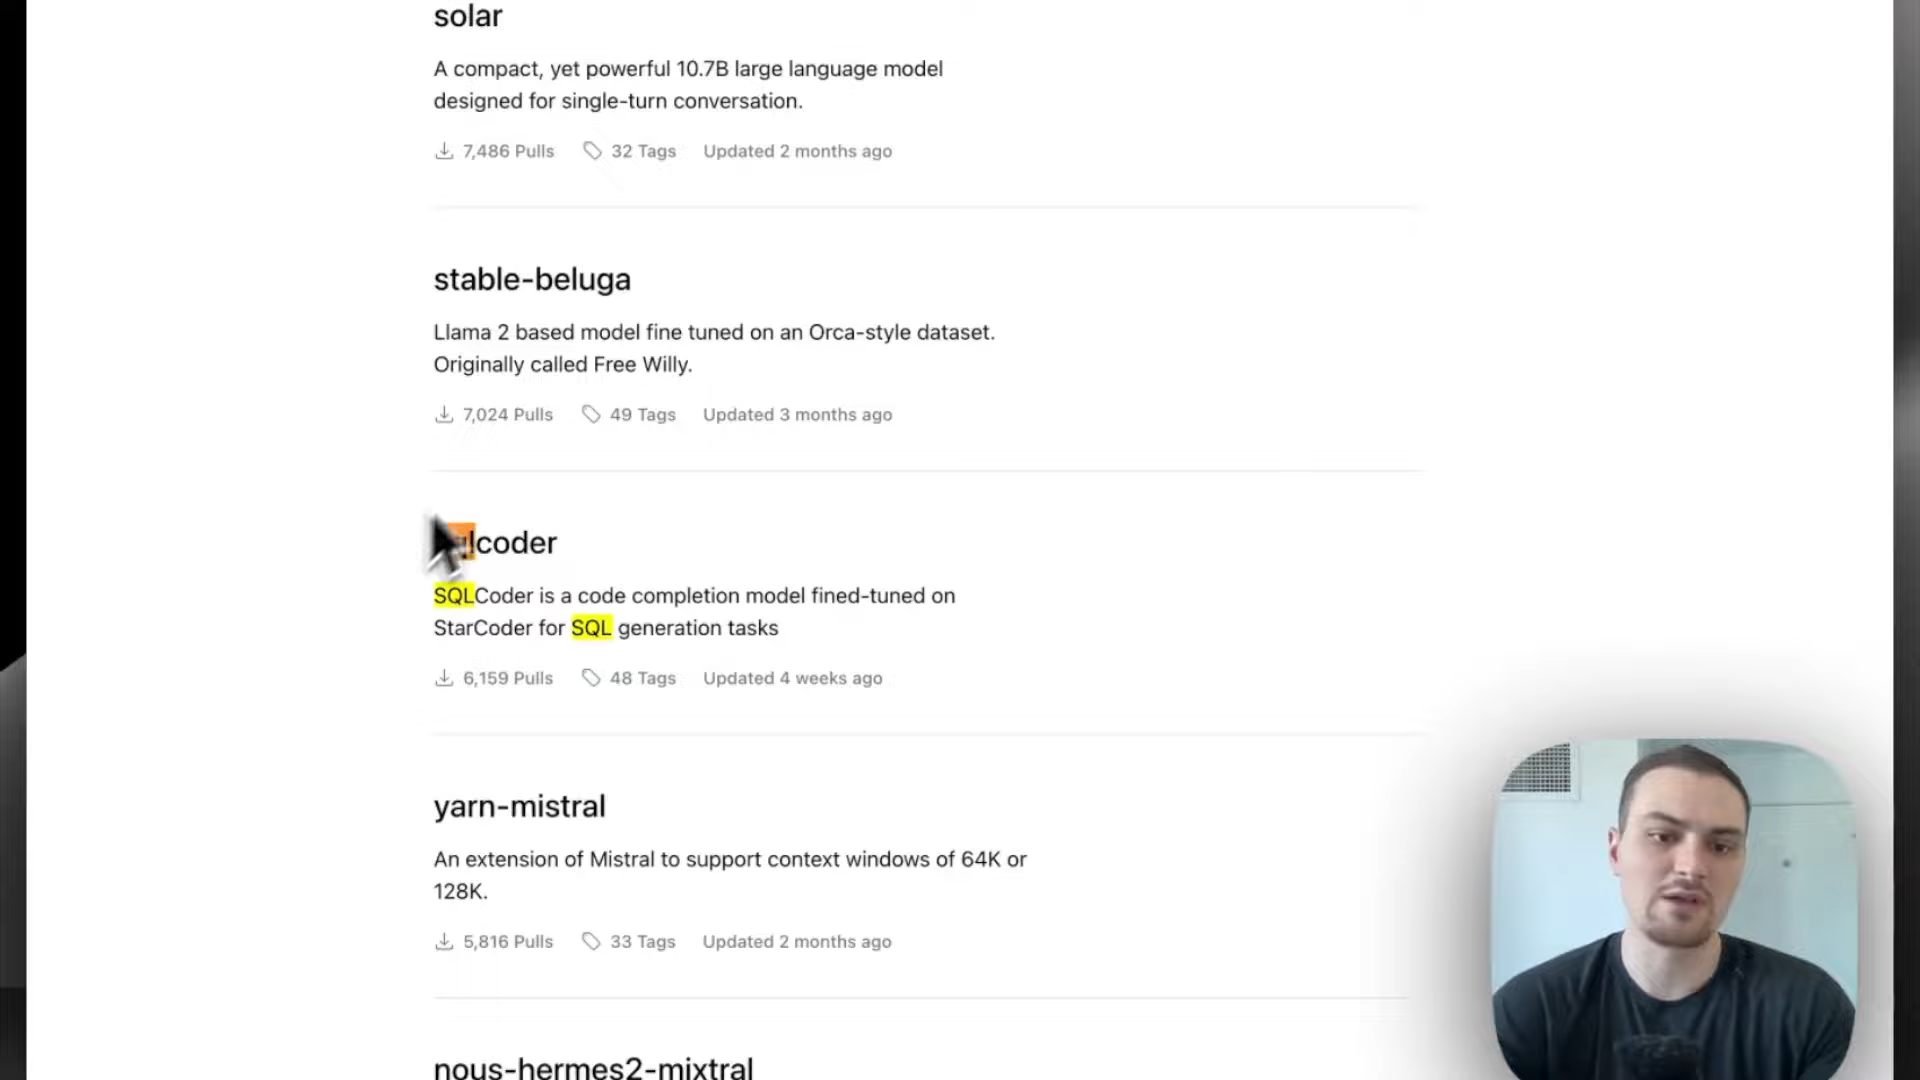 solar
A compact, yet powerful 10.7B large language model
designed for single-turn conversation.
7,486 Pulls 32 Tags Updated 2 months ago
stable-beluga
Llama 2 based model fine tuned on an Orca-style dataset.
Originally called Free Willy.
7,024 Pulls 49 Tags Updated 3 months ago
sqlcoder
SQLCoder is a code completion model fined-tuned on
StarCoder for SQL generation tasks
6,159 Pulls 48 Tags Updated 4 weeks ago
yarn-mistral
An extension of Mistral to support context windows of 64K or
128K.
5,816 Pulls 33 Tags Updated 2 months ago
nous-hermes2-mixtral